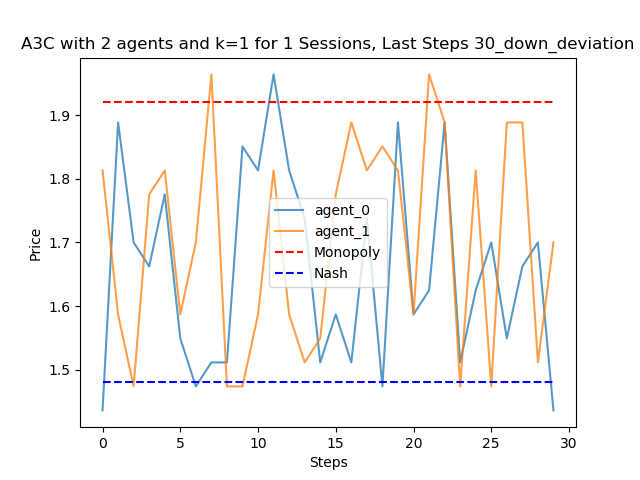 A3C with 2 agents and k=1 for 1 Sessions, Last Steps 30_down_deviation
Price
1.9
1.8
1.7
1.6
1.5
agent_0
agent_1
Monopoly
Nash
0 5 10 15 20 25 30
Steps